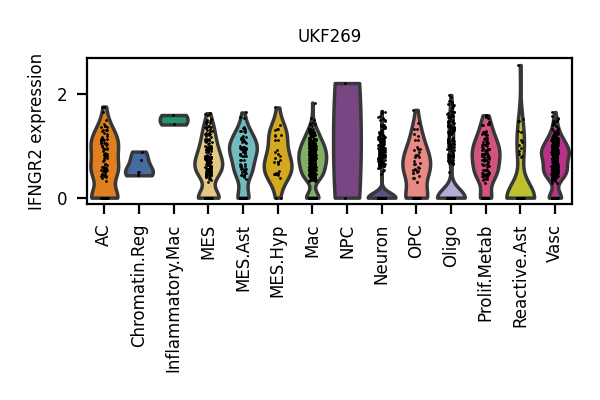 UKF269
IFNGR2 expression
2
0
AC
Chromatin.Reg
Inflammatory.Mac
MES
MES.Ast
MES.Hyp
Mac
NPC
Neuron
OPC
Oligo
Prolif.Metab
Reactive.Ast
Vasc